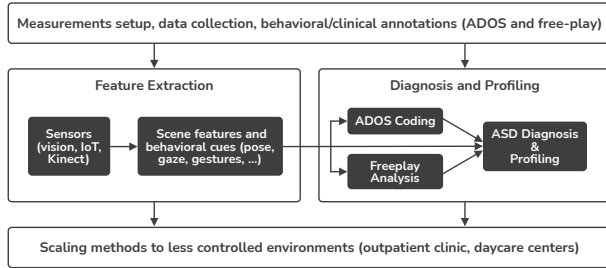 Measurements setup, data collection, behavioral/clinical annotations (ADOS and free-play)
Feature Extraction
Sensors
(vision, IoT,
Kinect)
Scene features and
behavioral cues (pose,
gaze, gestures, ...)
Diagnosis and Profiling
ADOS Coding
Freeplay
Analysis
ASD Diagnosis
&
Profiling
Scaling methods to less controlled environments (outpatient clinic, daycare centers)